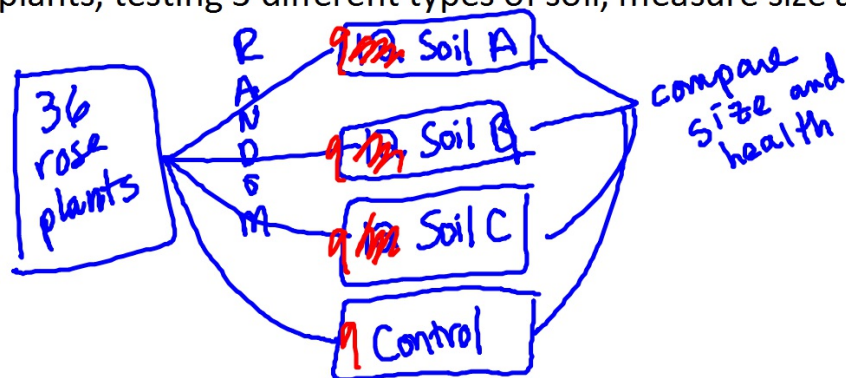 plants, testing 3 different types of soil, measure size a
36
rose
plants
RANDOM
9 Soil A
9 Soil B
9 Soil C
9 Control
compare
size and
health